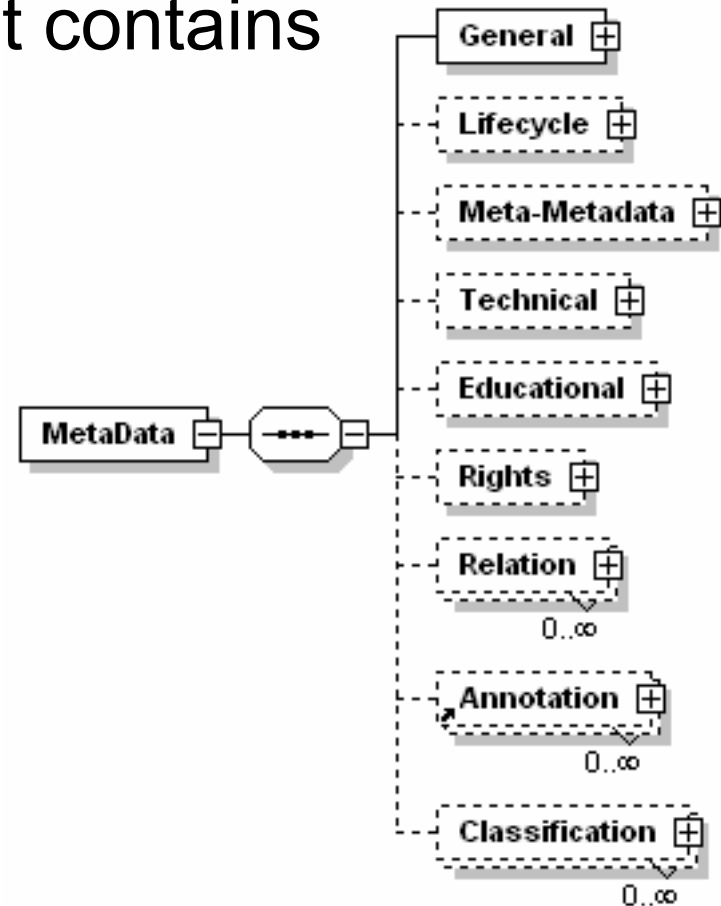 t contains
General
Lifecycle
Meta-Metadata
Technical
Educational
MetaData
Rights
Relation
0..∞
Annotation
0..∞
Classification
0..∞